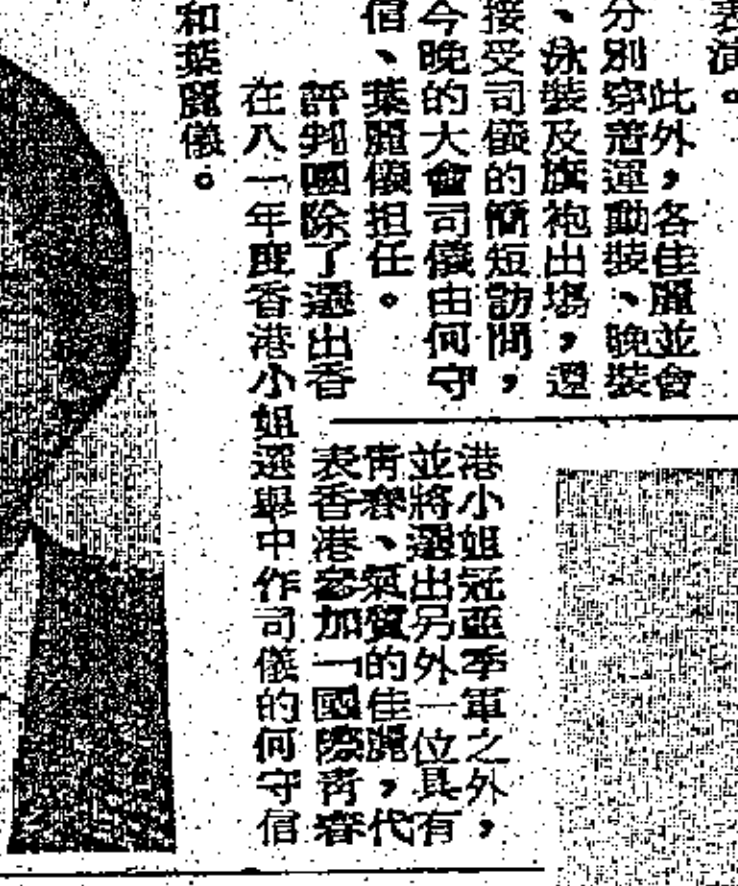 表演。
此外，各佳麗並會
分別穿着運動裝、晚裝
、泳裝及旗袍出場，還
接受司儀的簡短訪問，
今晚的大會司儀由何守
信、葉麗儀担任。
評判團除了選出香
港小姐冠亞季軍之外，
並將選出另外一位具有
青春、氣質的佳麗，代
表香港參加一國際青春
在八一年度香港小姐選舉中作司儀的何守信
和葉麗儀。